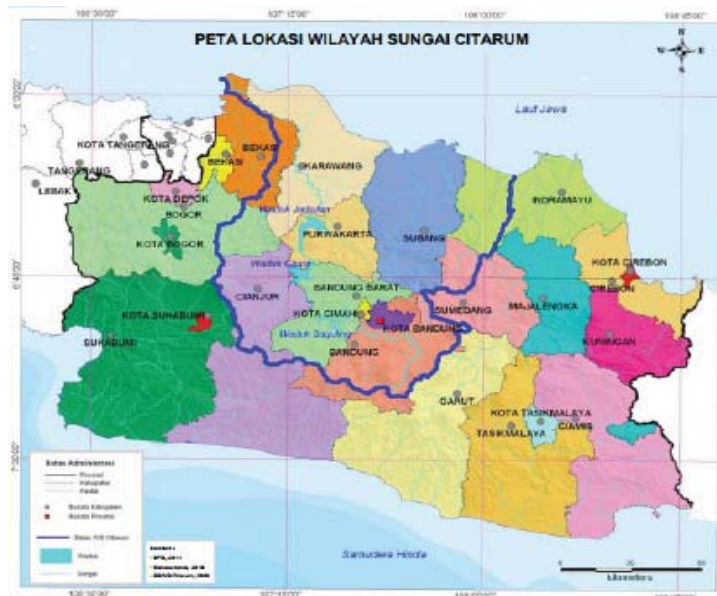 PETA LOKASI WILAYAH SUNGAI CITARUM
N
W E
S
Laut Jawa
KOTA TANGERANG
TANGERANG
LEBAK
BEKASI
BEKASI
KARAWANG
KOTA DEPOK
BOGOR
KOTA BOGOR
Waduk Jatiluhur
PURWAKARTA
SUBANG
INDRAMAYU
KOTA CIREBON
CIREBON
Waduk Cirata
CIANJUR
BANDUNG BARAT
KOTA CIMAHI
KOTA BANDUNG
SUMEDANG
MAJALENGKA
KUNINGAN
KOTA SUKABUMI
SUKABUMI
Waduk Saguling
BANDUNG
GARUT
KOTA TASIKMALAYA
TASIKMALAYA
CIAMIS
Batas Administrasi
Provinsi
Kabupaten
Ibukota Kabupaten
Ibukota Provinsi
Batas WS Citarum
Waduk
Sungai
Samudera Hindia
kilometers